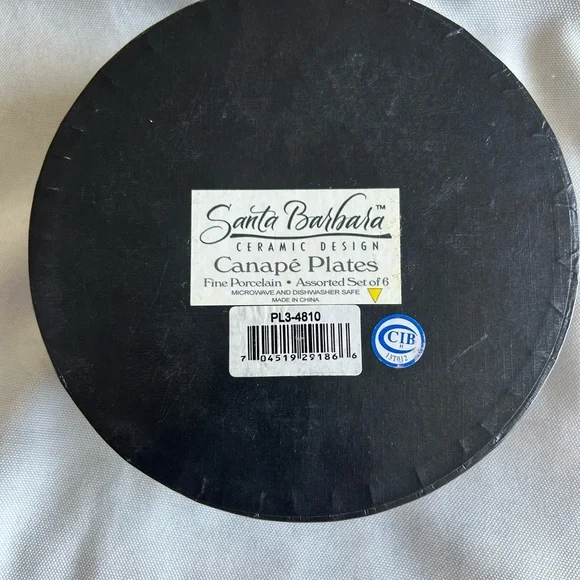 Santa Barbara™
CERAMIC DESIGN
Canapé Plates
Fine Porcelain • Assorted Set of 6
MICROWAVE AND DISHWASHER SAFE
MADE IN CHINA
PL3-4810
7 04519 29186 6
CIB
H
13T012